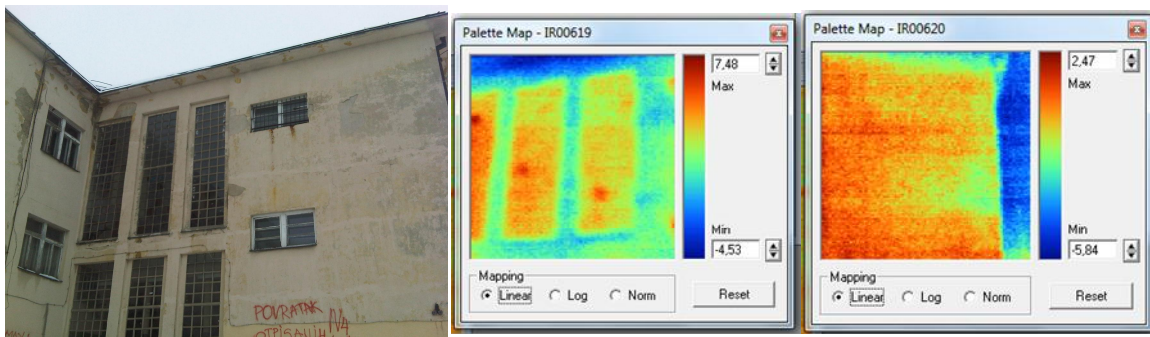 POVRATAK
OTPISANIH
Palette Map - IR00619
7,48
Max
Min
-4,53
Mapping
Linear
Log
Norm
Reset
Palette Map - IR00620
2,47
Max
Min
-5,84
Mapping
Linear
Log
Norm
Reset